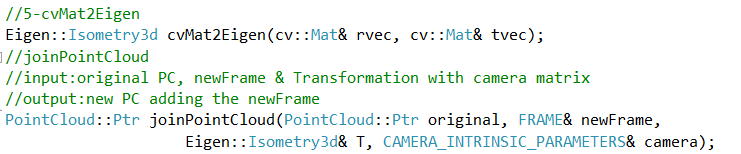 //5-cvMat2Eigen
Eigen::Isometry3d cvMat2Eigen(cv::Mat& rvec, cv::Mat& tvec);
//joinPointCloud
//input:original PC, newFrame & Transformation with camera matrix
//output:new PC adding the newFrame
PointCloud::Ptr joinPointCloud(PointCloud::Ptr original, FRAME& newFrame,
Eigen::Isometry3d& T, CAMERA_INTRINSIC_PARAMETERS& camera);